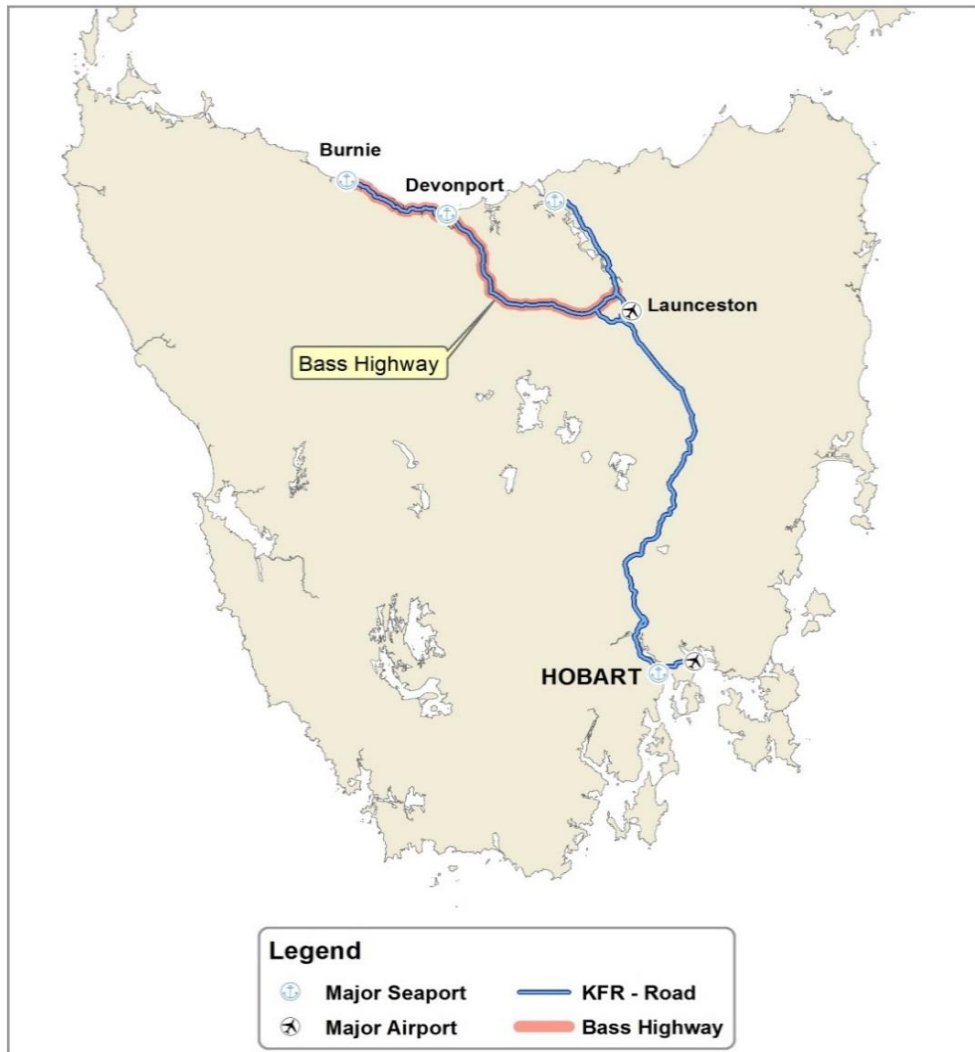 Burnie
Devonport
Launceston
Bass Highway
HOBART
Legend
Major Seaport
KFR - Road
Major Airport
Bass Highway